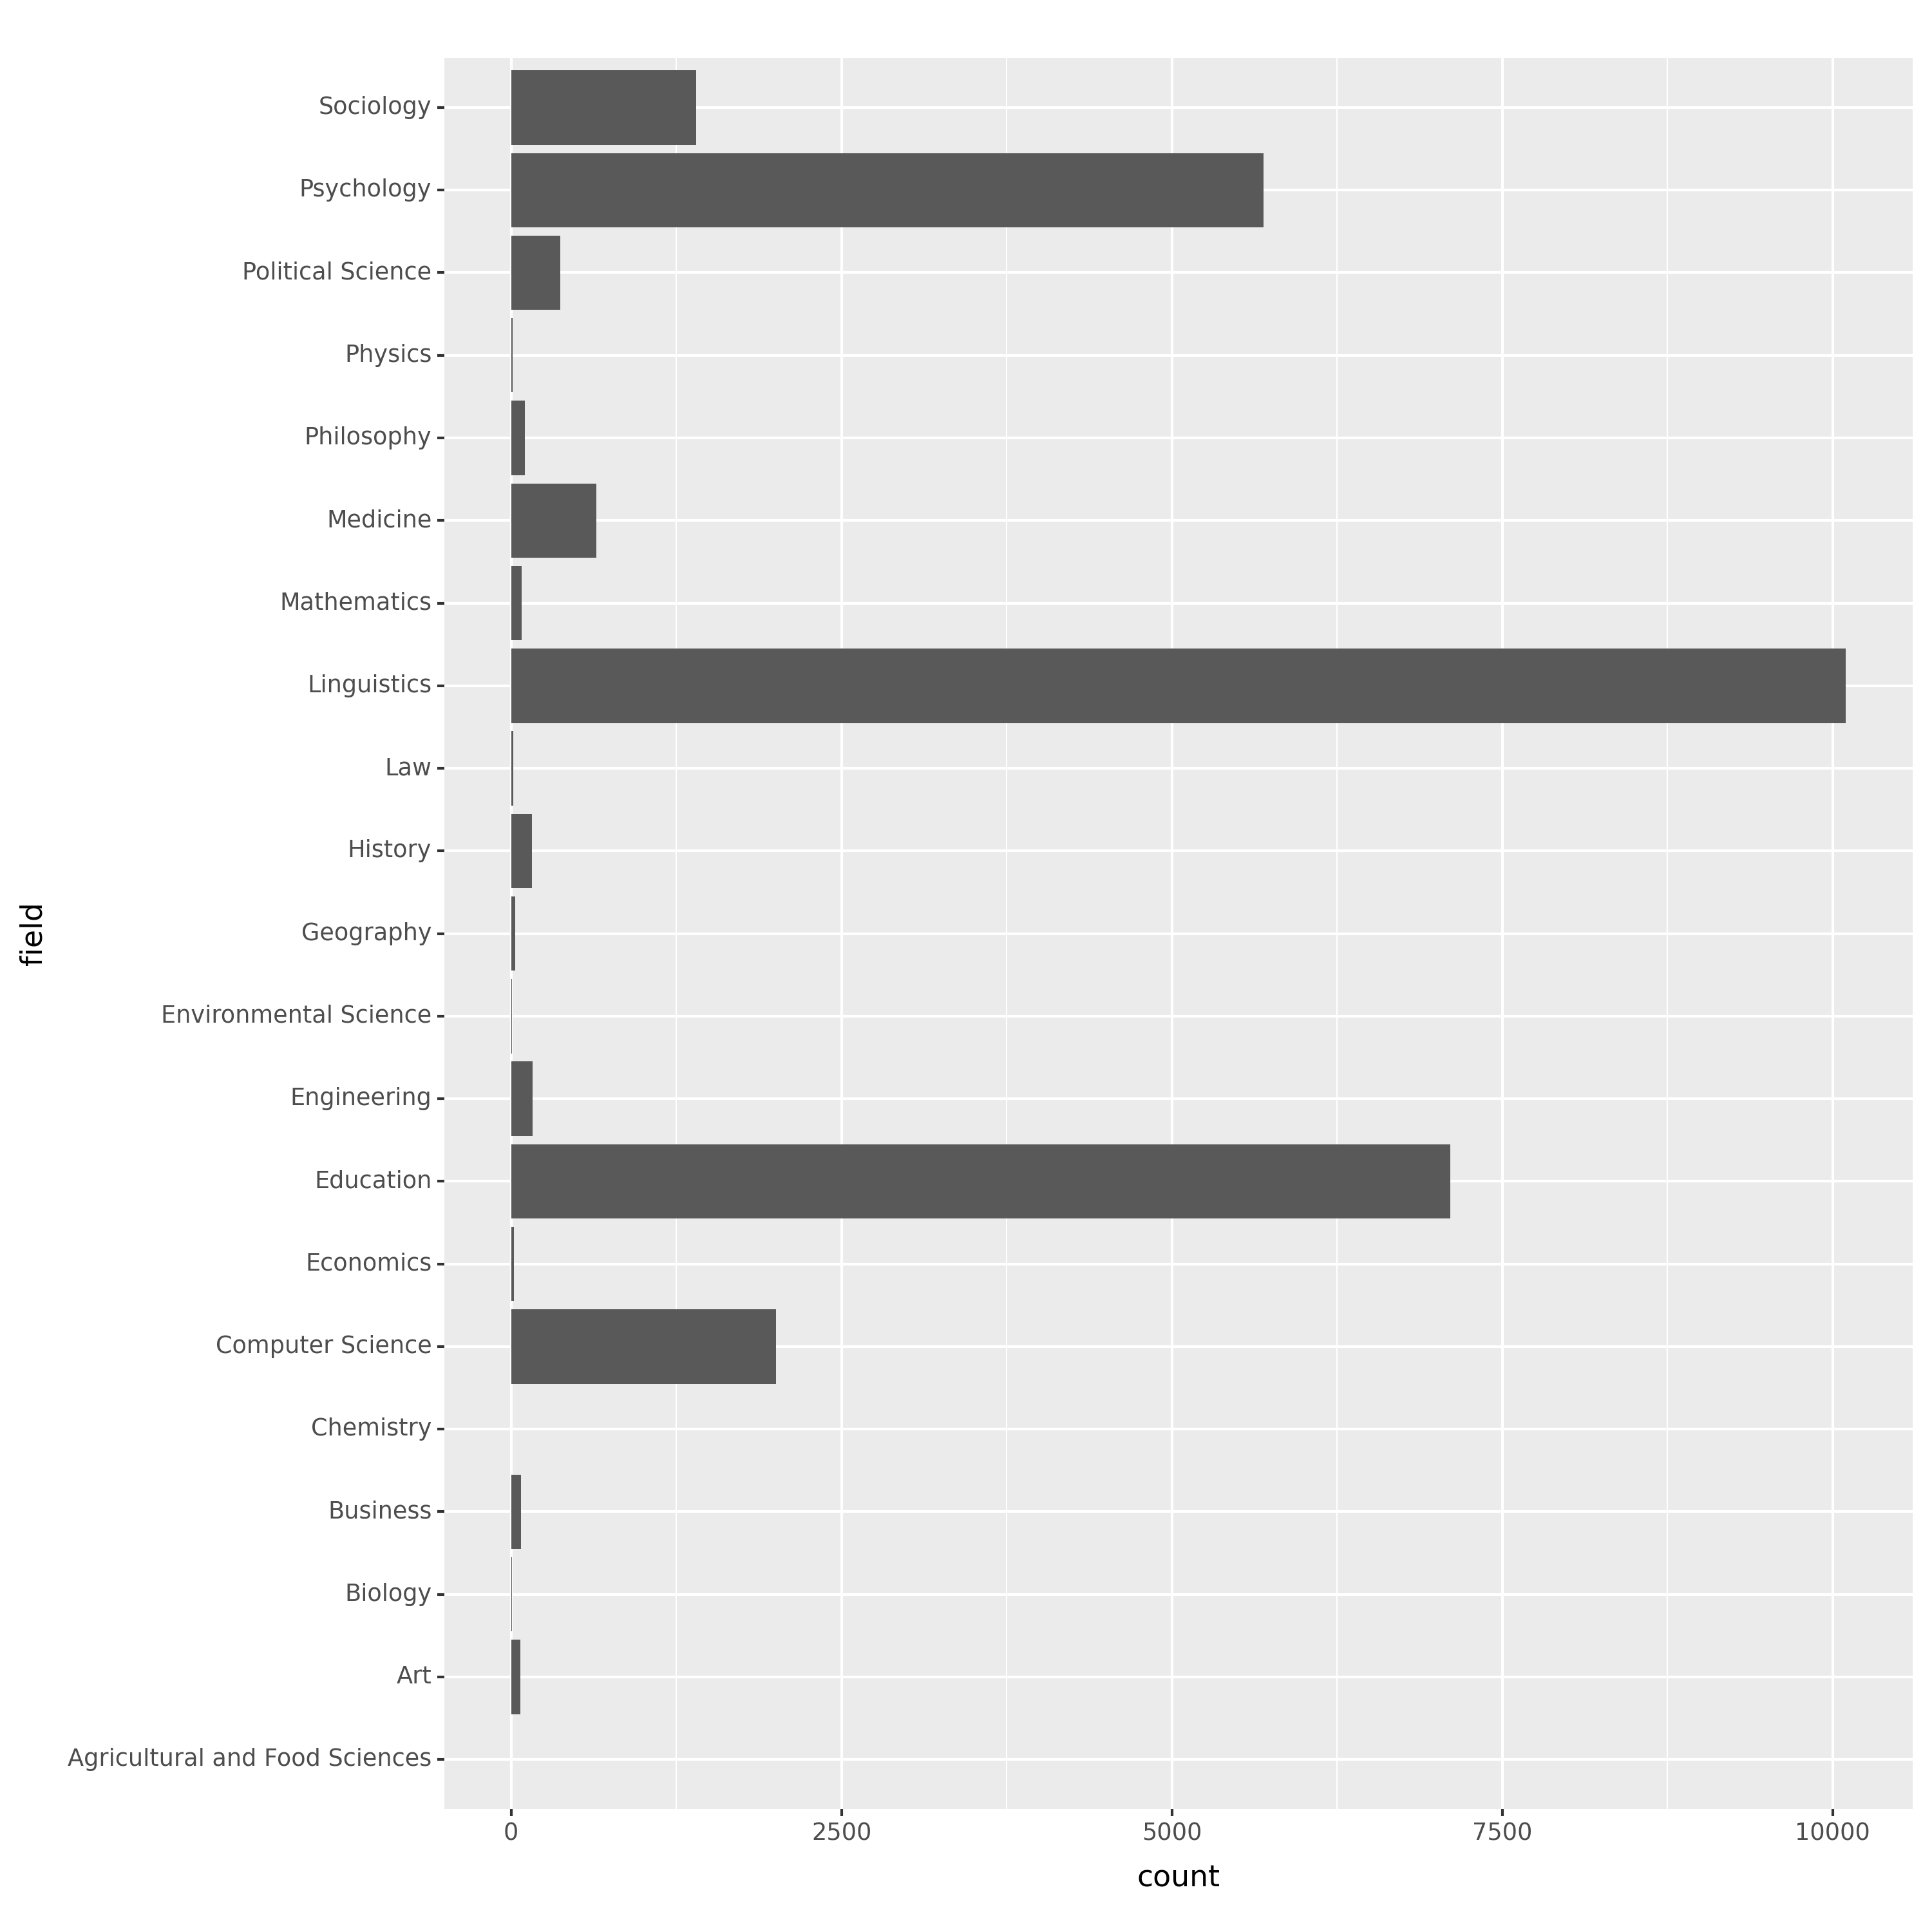 Sociology
Psychology
Political Science
Physics
Philosophy
Medicine
Mathematics
Linguistics
Law
History
Geography
field
Environmental Science
Engineering
Education
Economics
Computer Science
Chemistry
Business
Biology
Art
Agricultural and Food Sciences
0 2500 5000 7500 10000
count